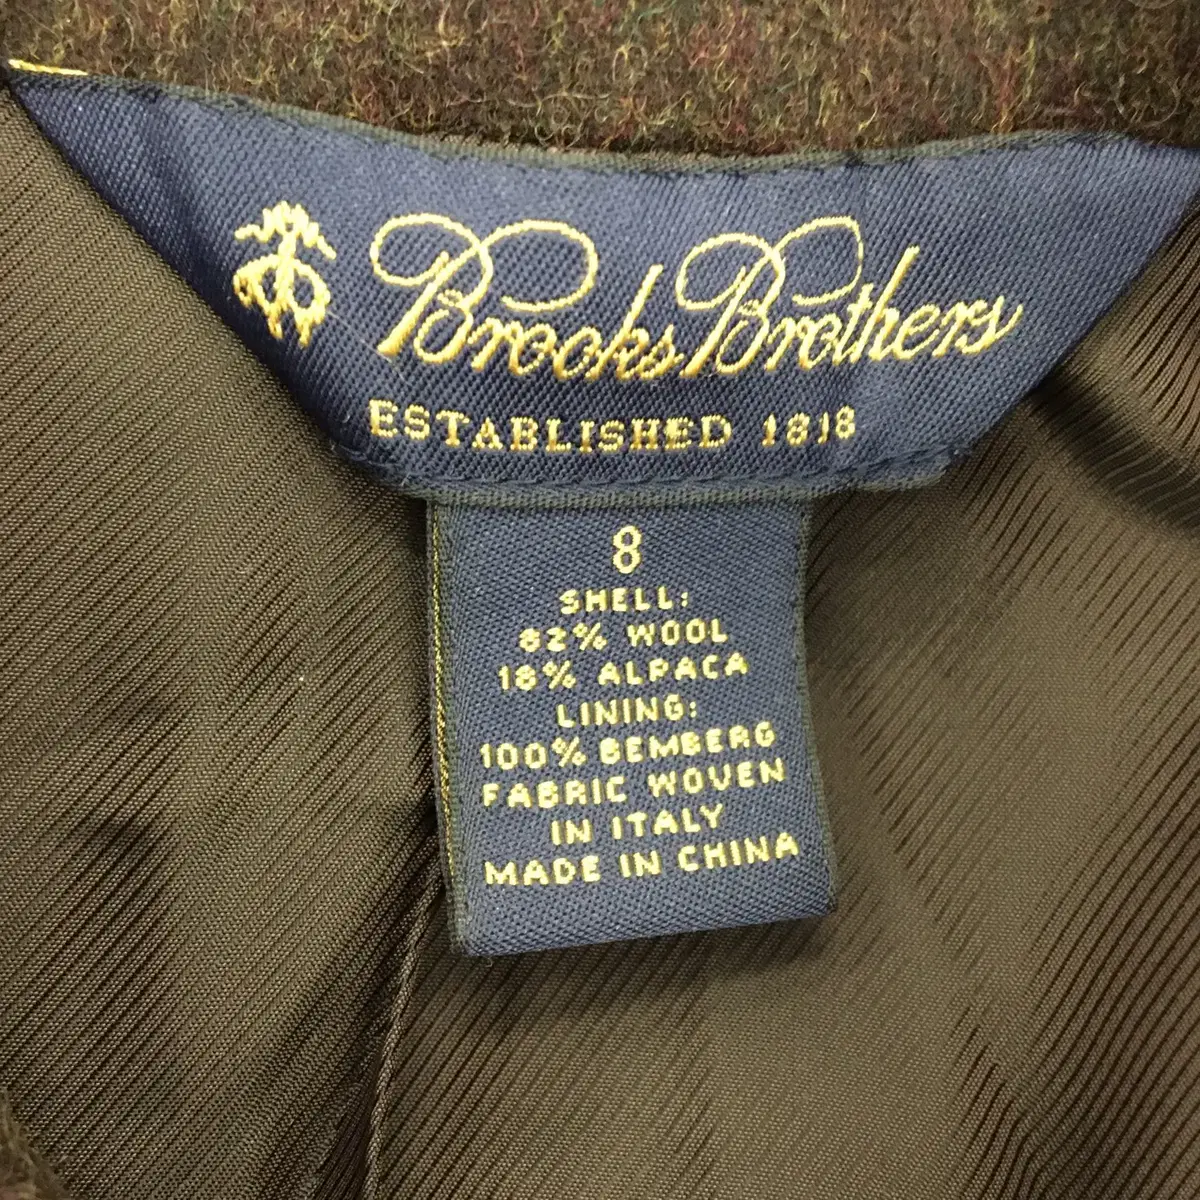 Brooks Brothers
ESTABLISHED 1818
8
SHELL:
82% WOOL
18% ALPACA
LINING:
100% BEMBERG
FABRIC WOVEN
IN ITALY
MADE IN CHINA